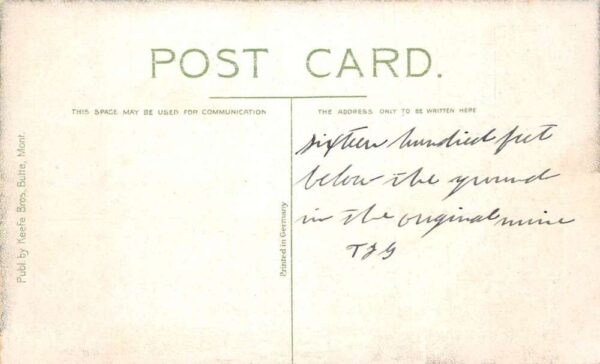 POST CARD.
THIS SPACE MAY BE USED FOR COMMUNICATION
THE ADDRESS ONLY TO BE WRITTEN HERE
sixteen hundred feet
below the ground
in the original mine
TJG
Printed in Germany
Publ. by Keefe Bros. Butte, Mont.